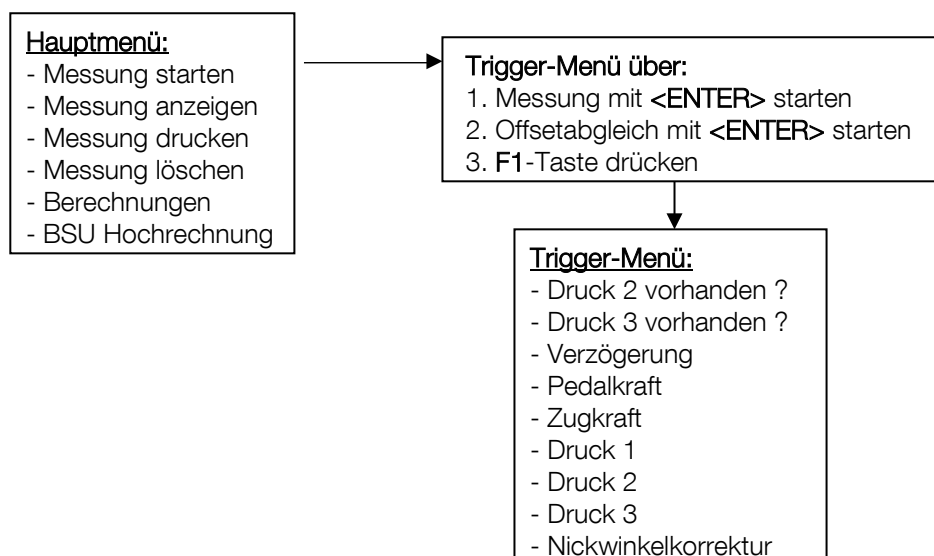 Hauptmenü:
- Messung starten
- Messung anzeigen
- Messung drucken
- Messung löschen
- Berechnungen
- BSU Hochrechnung
Trigger-Menü über:
1. Messung mit <ENTER> starten
2. Offsetabgleich mit <ENTER> starten
3. F1-Taste drücken
Trigger-Menü:
- Druck 2 vorhanden ?
- Druck 3 vorhanden ?
- Verzögerung
- Pedalkraft
- Zugkraft
- Druck 1
- Druck 2
- Druck 3
- Nickwinkelkorrektur